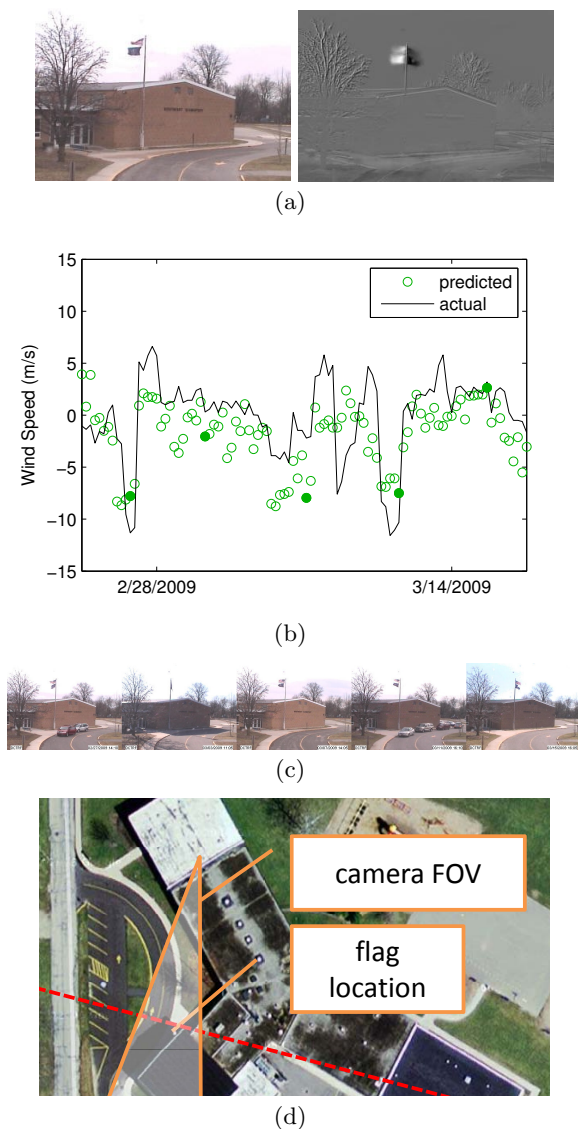 (a)
15
10
5
0
−5
−10
−15
Wind Speed (m/s)
predicted
actual
2/28/2009
3/14/2009
(b)
(c)
camera FOV
flag
location
(d)